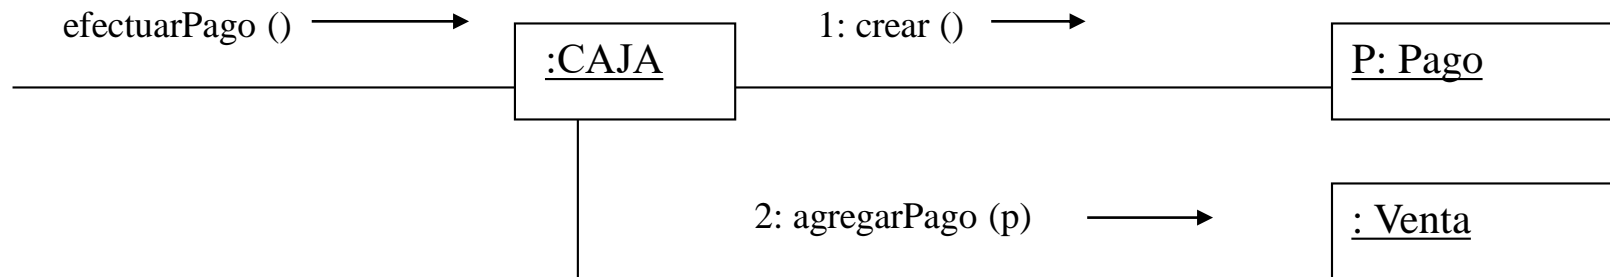 efectuarPago ()
1: crear ()
:CAJA
P: Pago
2: agregarPago (p)
: Venta